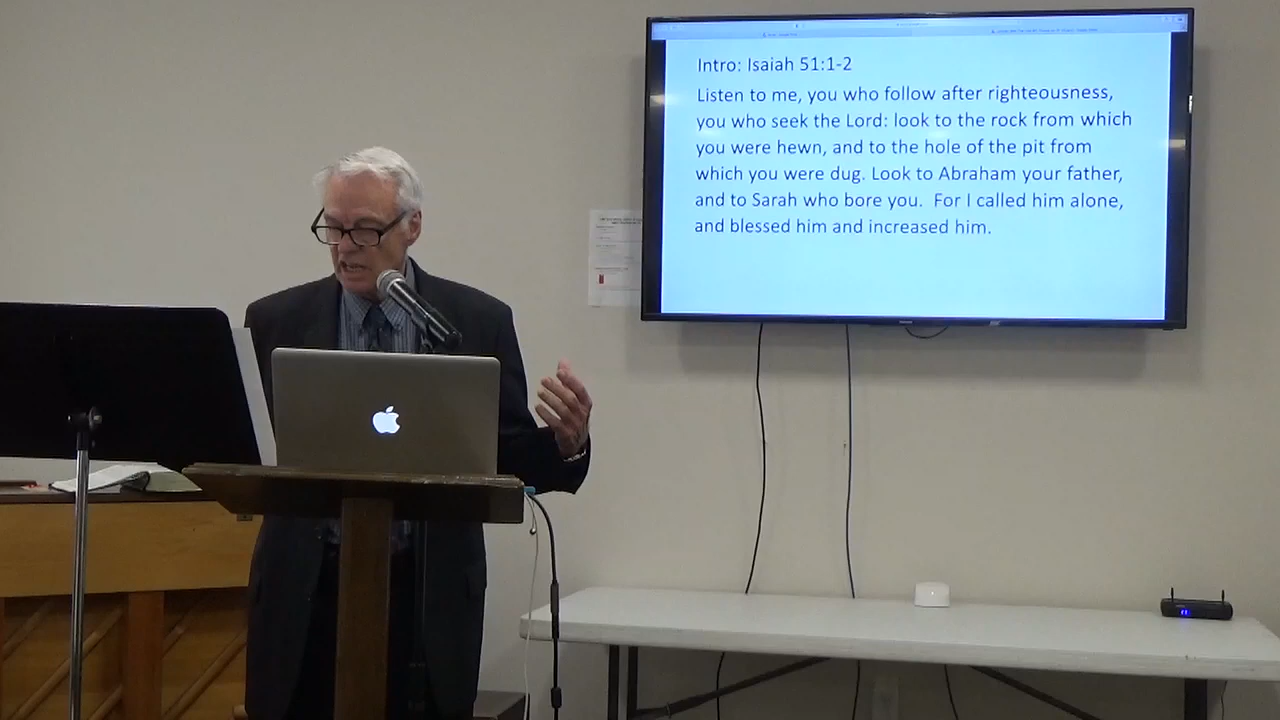 Intro: Isaiah 51:1-2
Listen to me, you who follow after righteousness,
you who seek the Lord: look to the rock from which
you were hewn, and to the hole of the pit from
which you were dug. Look to Abraham your father,
and to Sarah who bore you.  For I called him alone,
and blessed him and increased him.